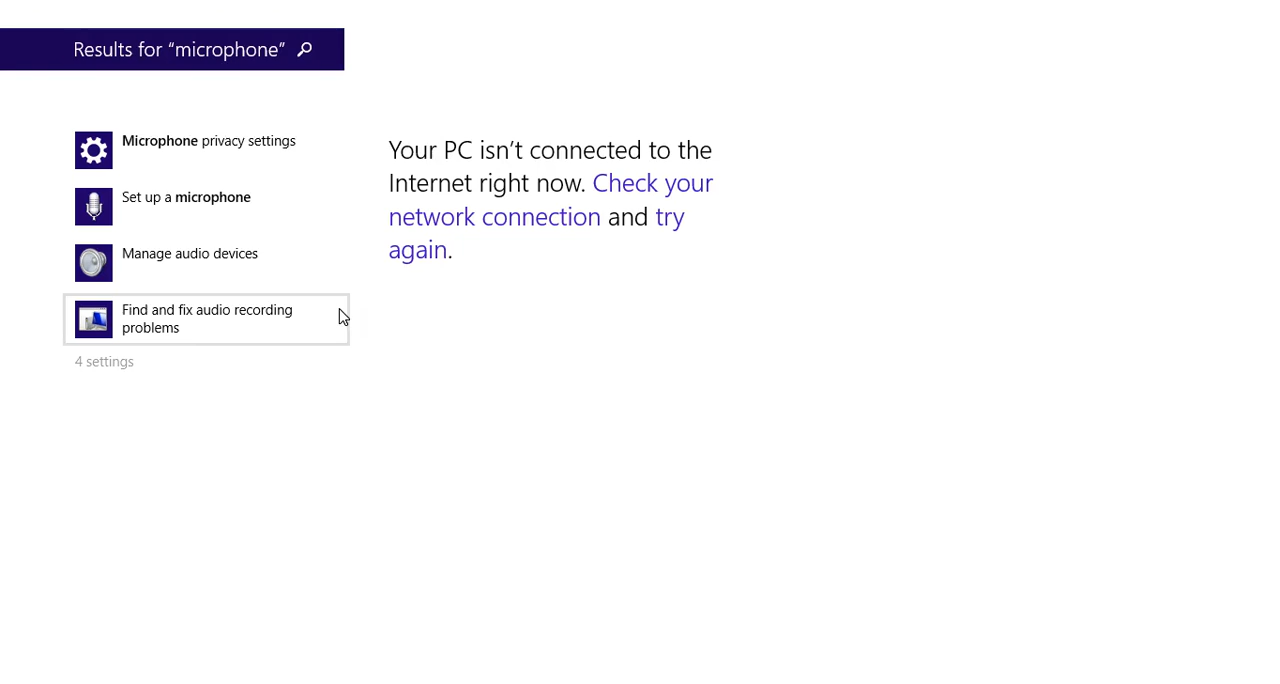 Results for “microphone”
Microphone privacy settings
Set up a microphone
Manage audio devices
Find and fix audio recording
problems
4 settings
Your PC isn’t connected to the
Internet right now. Check your
network connection and try
again.